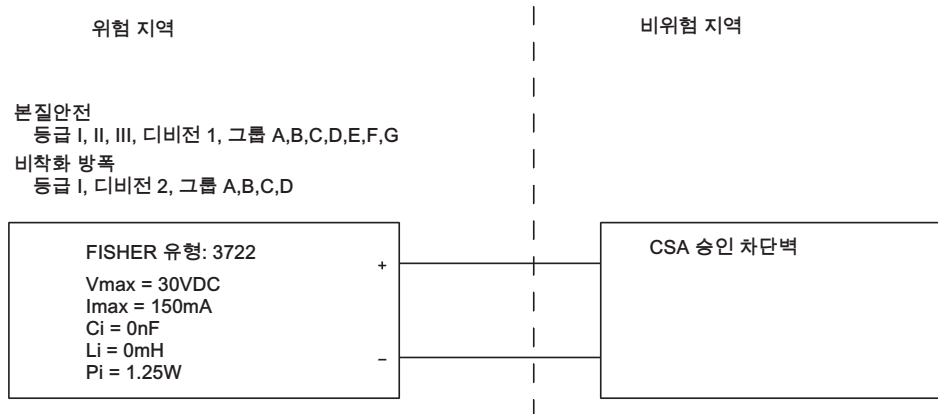 위험 지역
비위험 지역
본질안전
등급 I, II, III, 디비전 1, 그룹 A,B,C,D,E,F,G
비착화 방폭
등급 I, 디비전 2, 그룹 A,B,C,D
FISHER 유형: 3722
Vmax = 30VDC
Imax = 150mA
Ci = 0nF
Li = 0mH
Pi = 1.25W
+
–
CSA 승인 차단벽